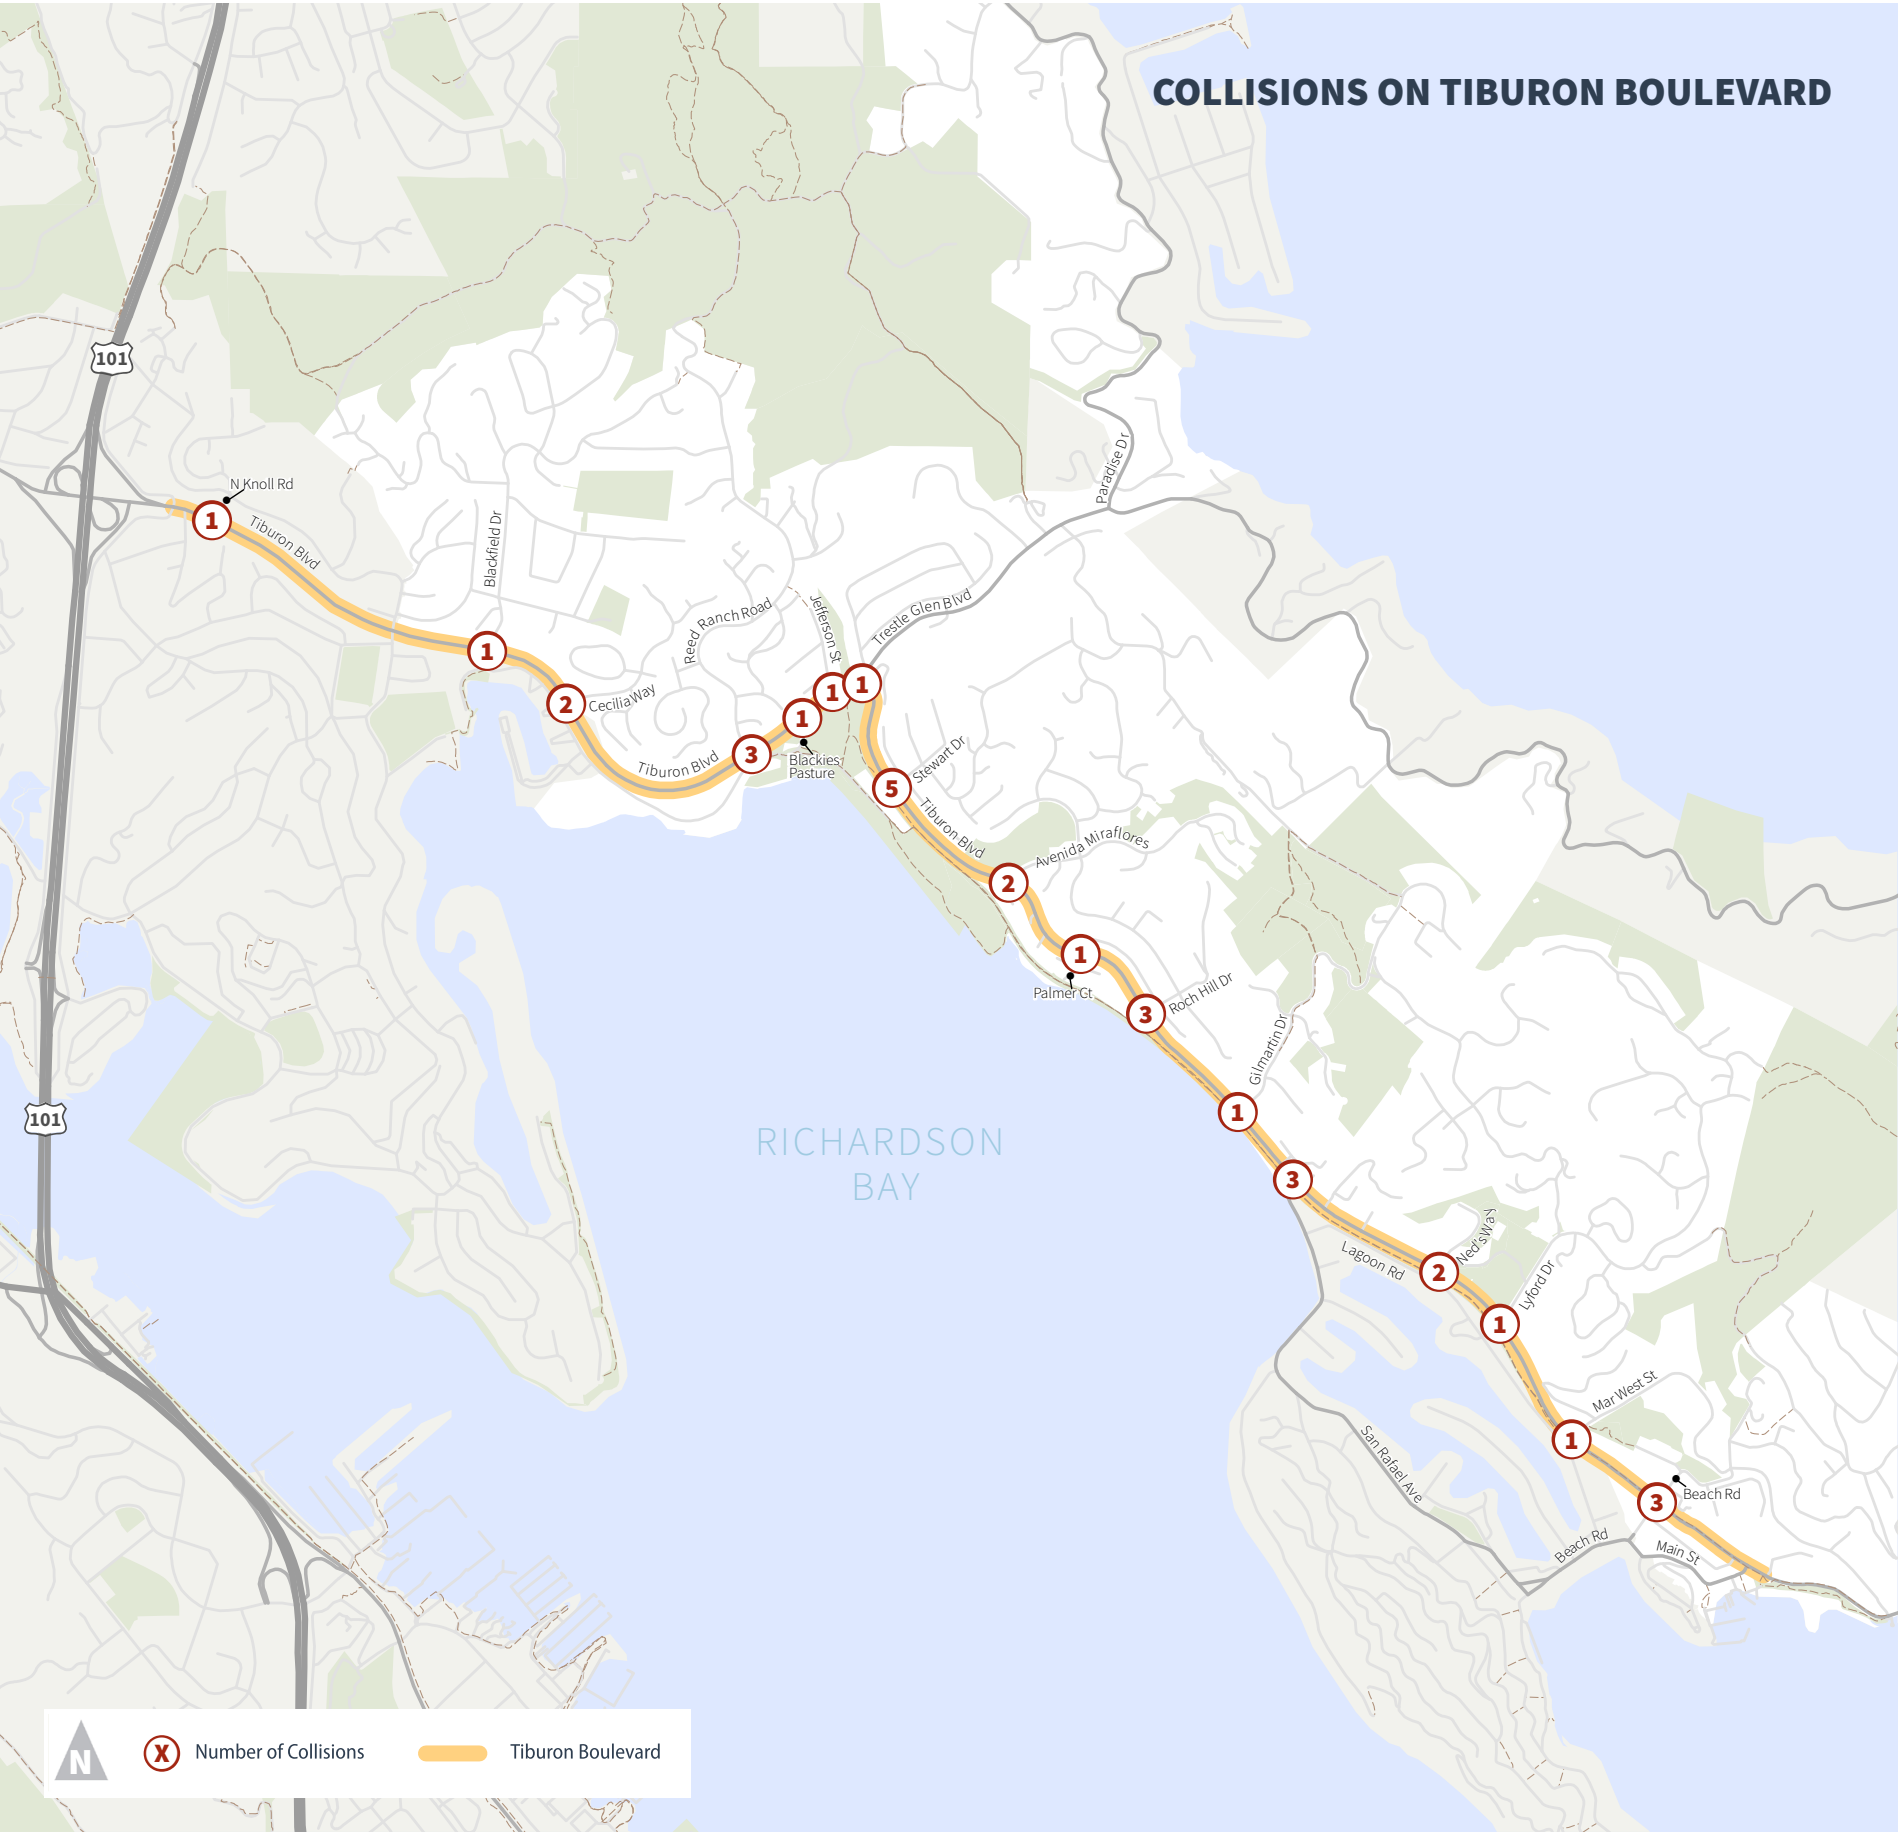 COLLISIONS ON TIBURON BOULEVARD
101
Paradise Dr
N Knoll Rd
1
Tiburon Blvd
Blackfield Dr
1
2
Cecilia Way
Reed Ranch Road
Jefferson St
Trestle Glen Blvd
1
1
1
3
Tiburon Blvd
Blackies
Pasture
5
Stewart Dr
Tiburon Blvd
2
Avenida Miraflores
1
Palmer Ct
3
Roch Hill Dr
Gilmartin Dr
1
101
RICHARDSON
BAY
3
Lagoon Rd
2
Ned's Way
1
Lyford Dr
Mar West St
1
San Rafael Ave
3
Beach Rd
Beach Rd
Main St
N
X
Number of Collisions
Tiburon Boulevard